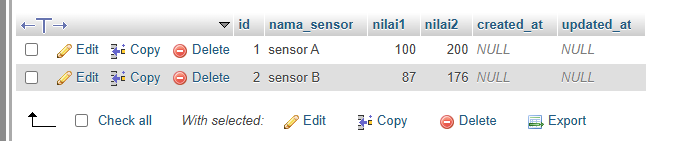 id nama_sensor nilai1 nilai2 created_at updated_at
Edit Copy Delete 1 sensor A 100 200 NULL NULL
Edit Copy Delete 2 sensor B 87 176 NULL NULL
Check all With selected: Edit Copy Delete Export